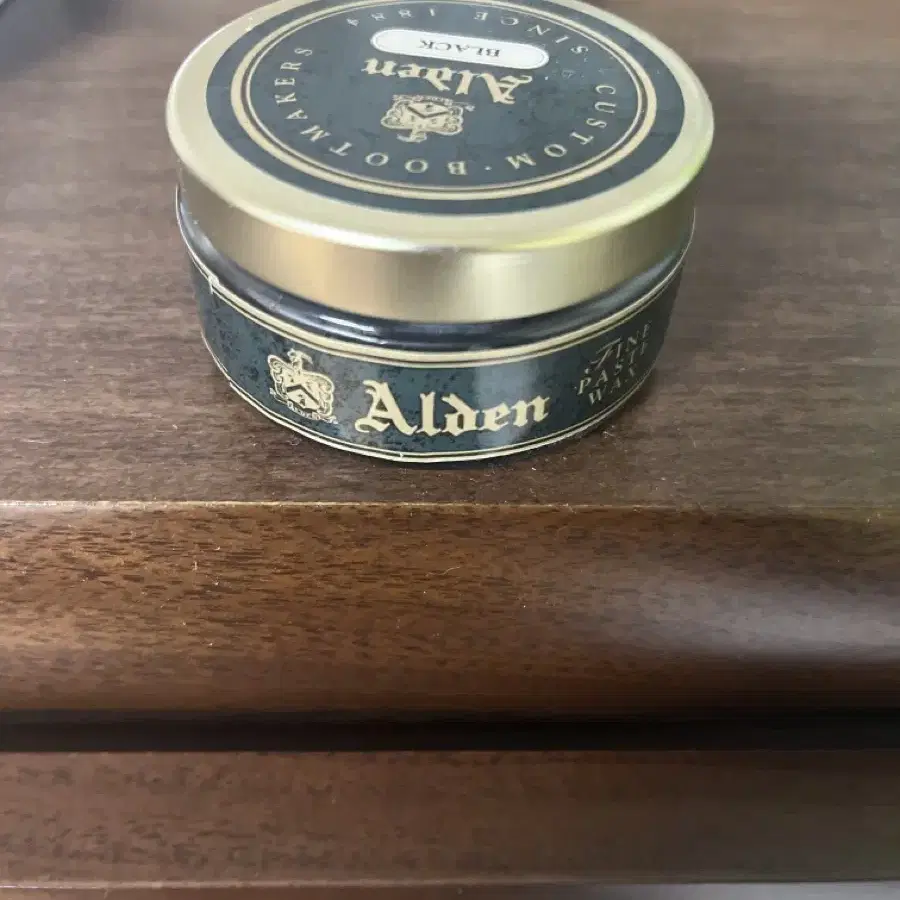 CUSTOM · BOOTMAKERS
· SINCE 1884 ·
Alden
BLACK
Alden
FINE
PASTE
WAX